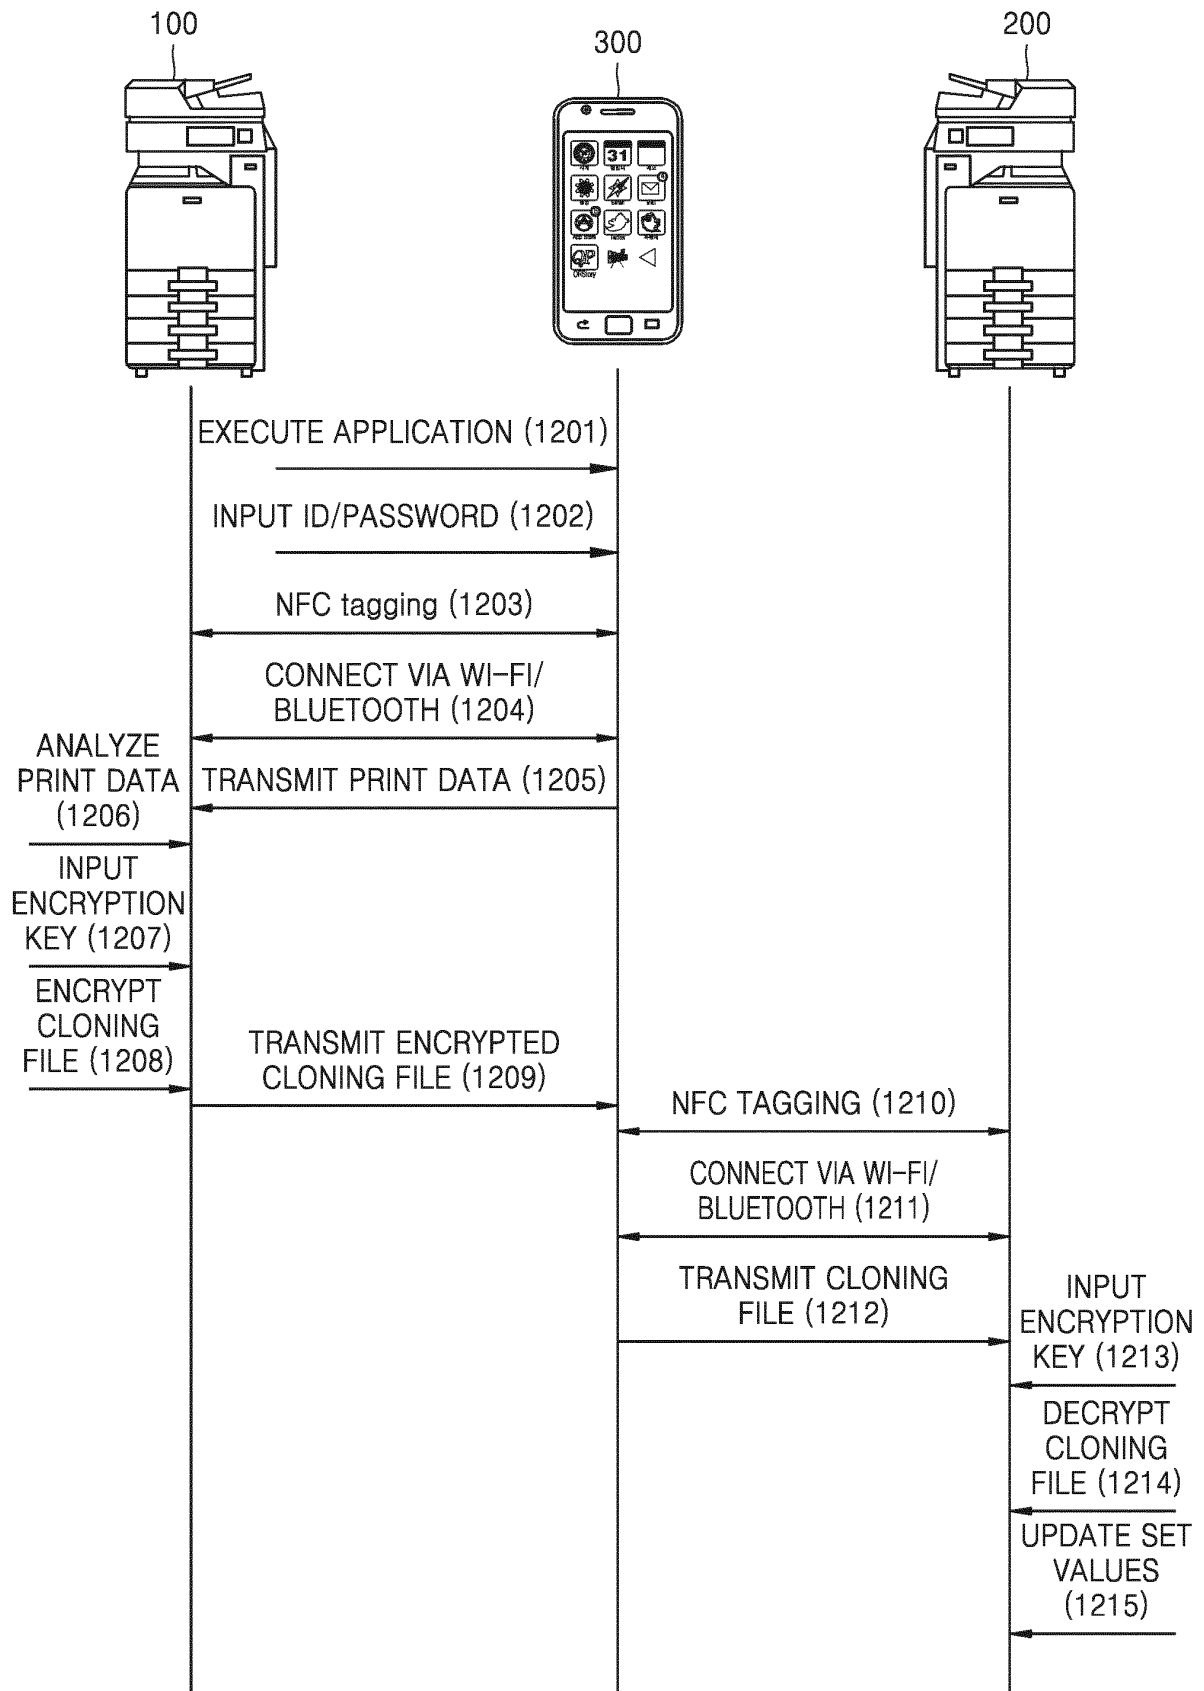 100
300
200
31
QP
QRStory
EXECUTE APPLICATION (1201)
INPUT ID/PASSWORD (1202)
NFC tagging (1203)
CONNECT VIA WI-FI/
BLUETOOTH (1204)
ANALYZE
PRINT DATA
(1206)
TRANSMIT PRINT DATA (1205)
INPUT
ENCRYPTION
KEY (1207)
ENCRYPT
CLONING
FILE (1208)
TRANSMIT ENCRYPTED
CLONING FILE (1209)
NFC TAGGING (1210)
CONNECT VIA WI-FI/
BLUETOOTH (1211)
TRANSMIT CLONING
FILE (1212)
INPUT
ENCRYPTION
KEY (1213)
DECRYPT
CLONING
FILE (1214)
UPDATE SET
VALUES
(1215)